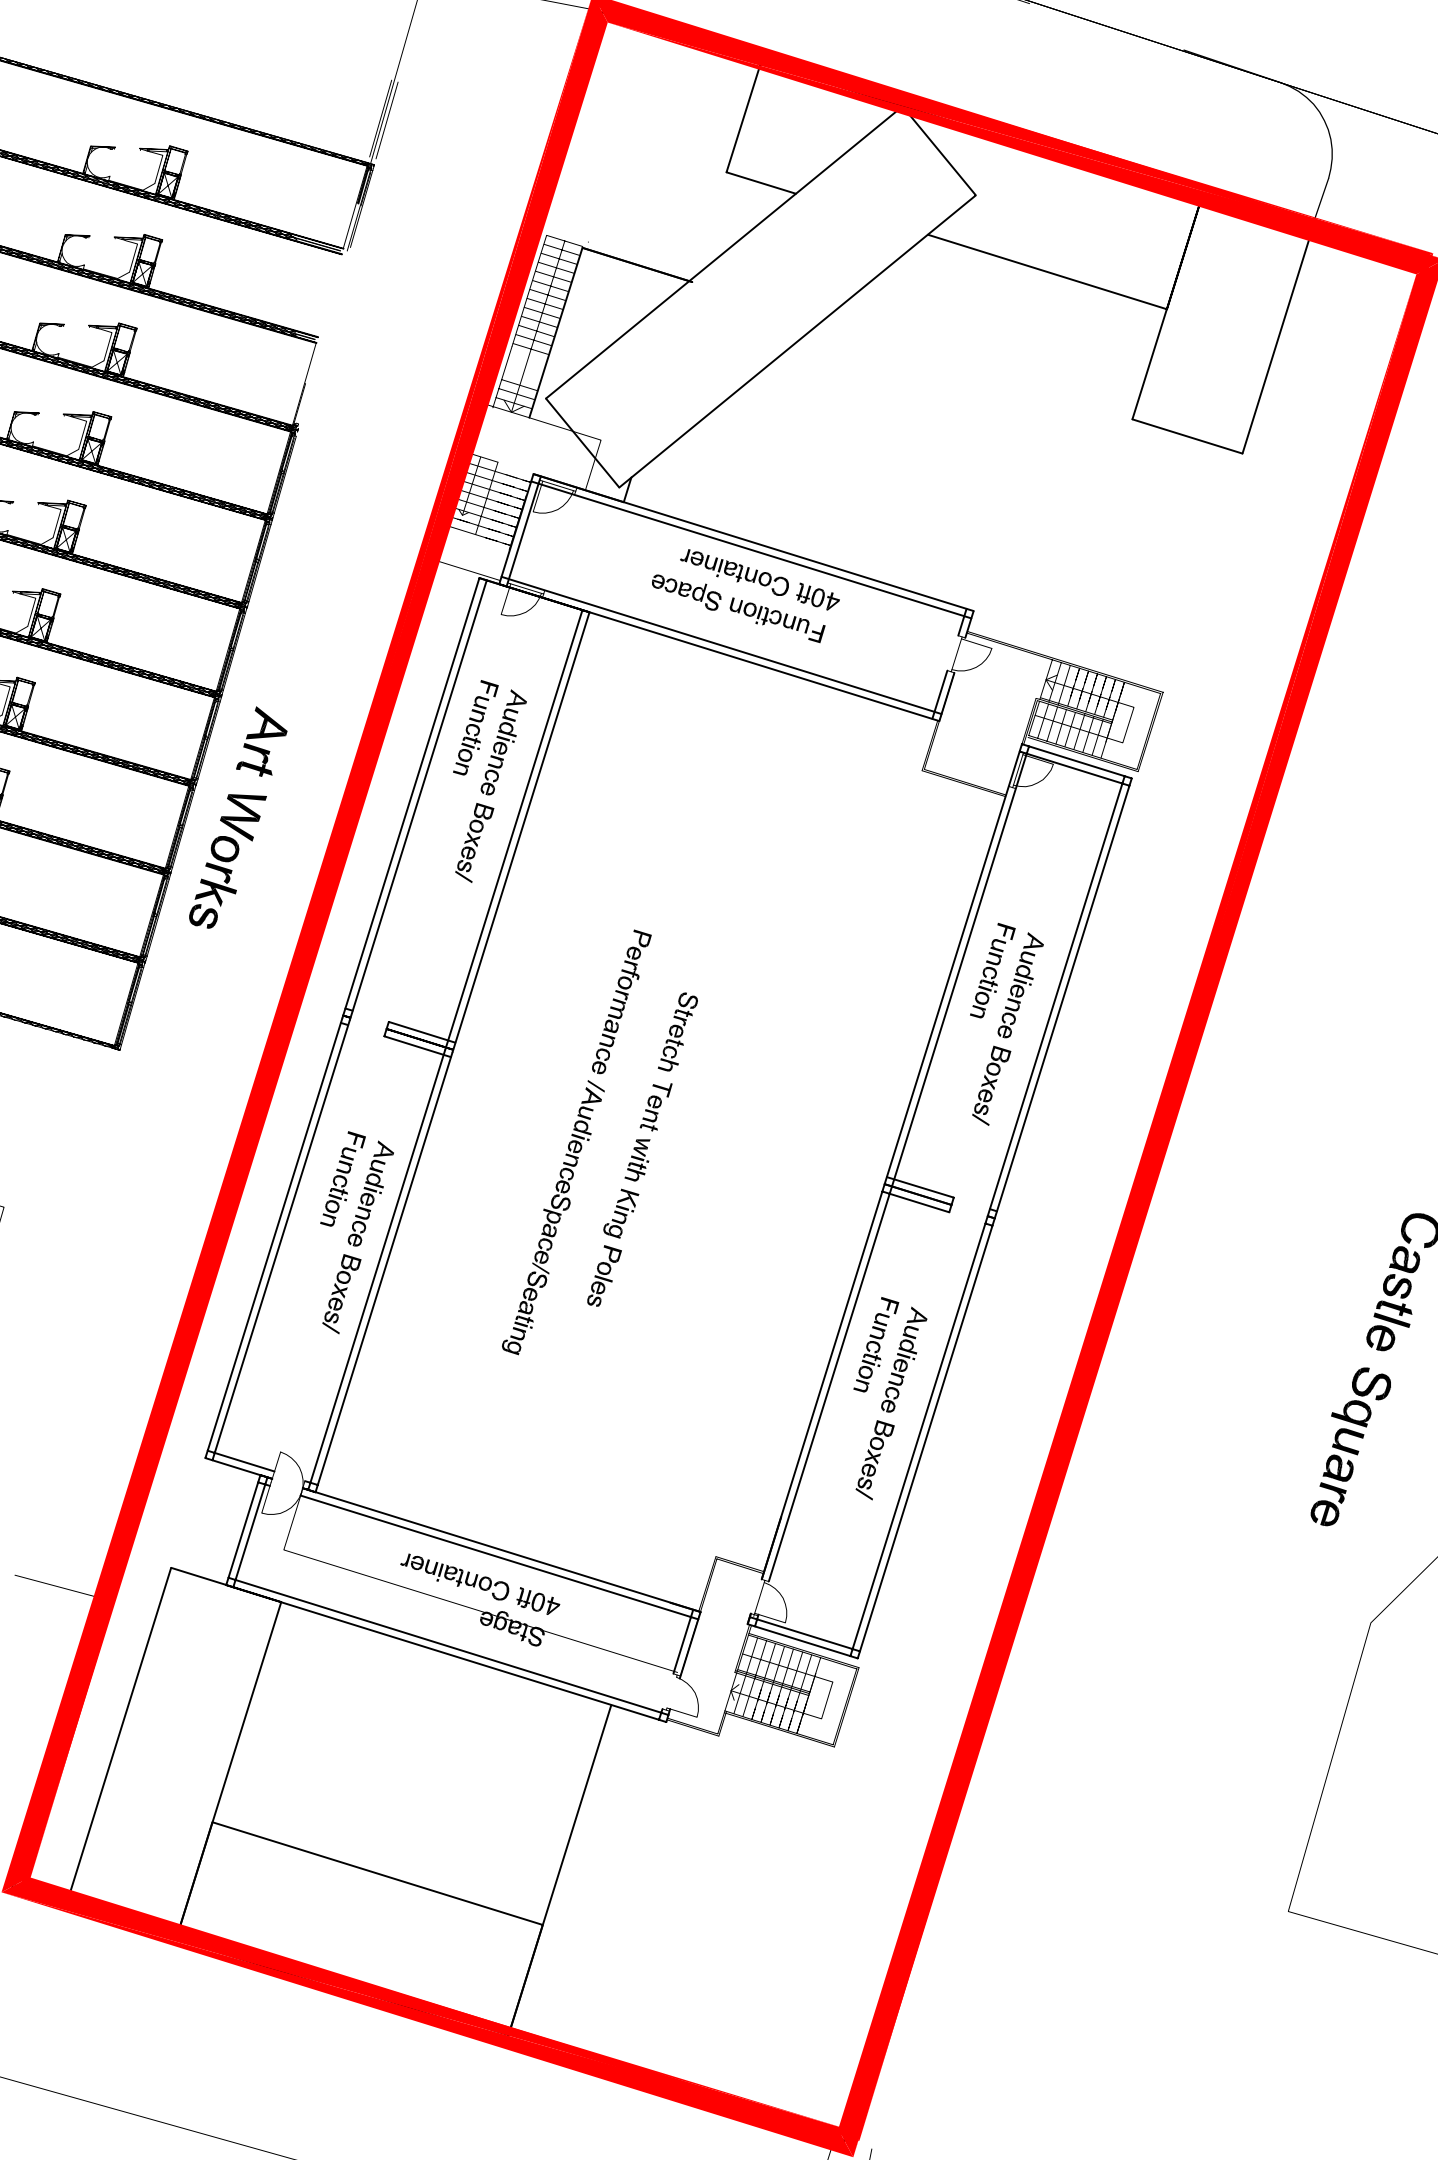 Function Space
40ft Container
Audience Boxes/
Function
Art Works
Audience Boxes/
Function
Stretch Tent with King Poles
Performance /AudienceSpace/Seating
Audience Boxes/
Function
Audience Boxes/
Function
Castle Square
Stage
40ft Container